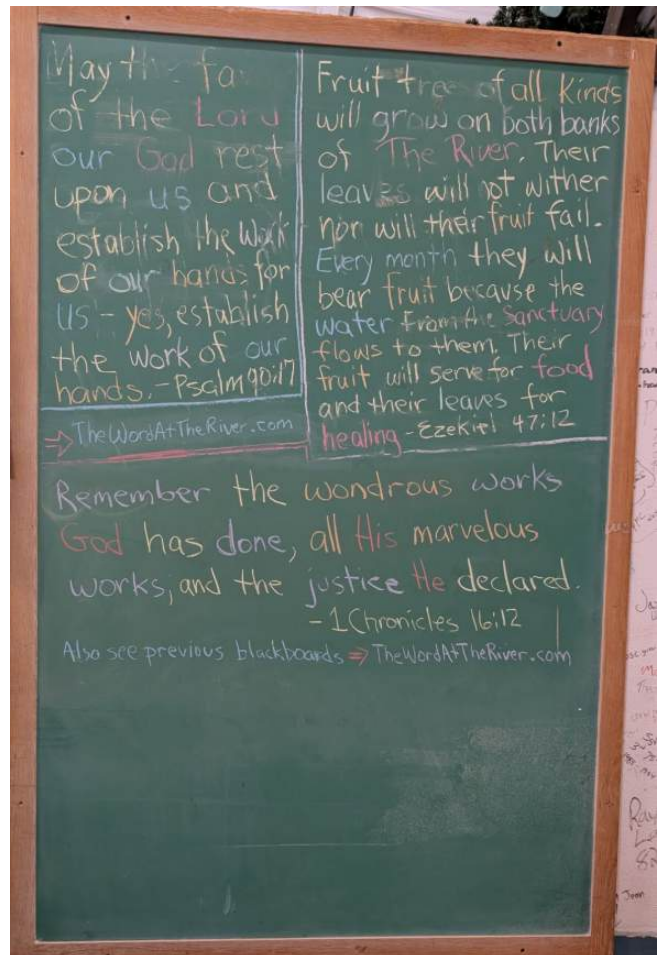 May th fa
of the Lord
our God rest
upon us and
establish the Work
of our hands for
us - yes, establish
the work of our
hands. - Psalm 90:17
⇒ TheWordAtTheRiver.com
Fruit tre of all kinds
will grow on both banks
of The River. Their
leaves will not wither
nor will their fruit fail.
Every month they will
bear fruit because the
water from the Sanctuary
flows to them. Their
fruit will serve for food
and their leaves for
healing - Ezekiel 47:12
Remember the wondrous works
God has done, all His marvelous
works, and the justice He declared.
- 1 Chronicles 16:12
Also see previous blackboards ⇒ TheWordAtTheRiver.com